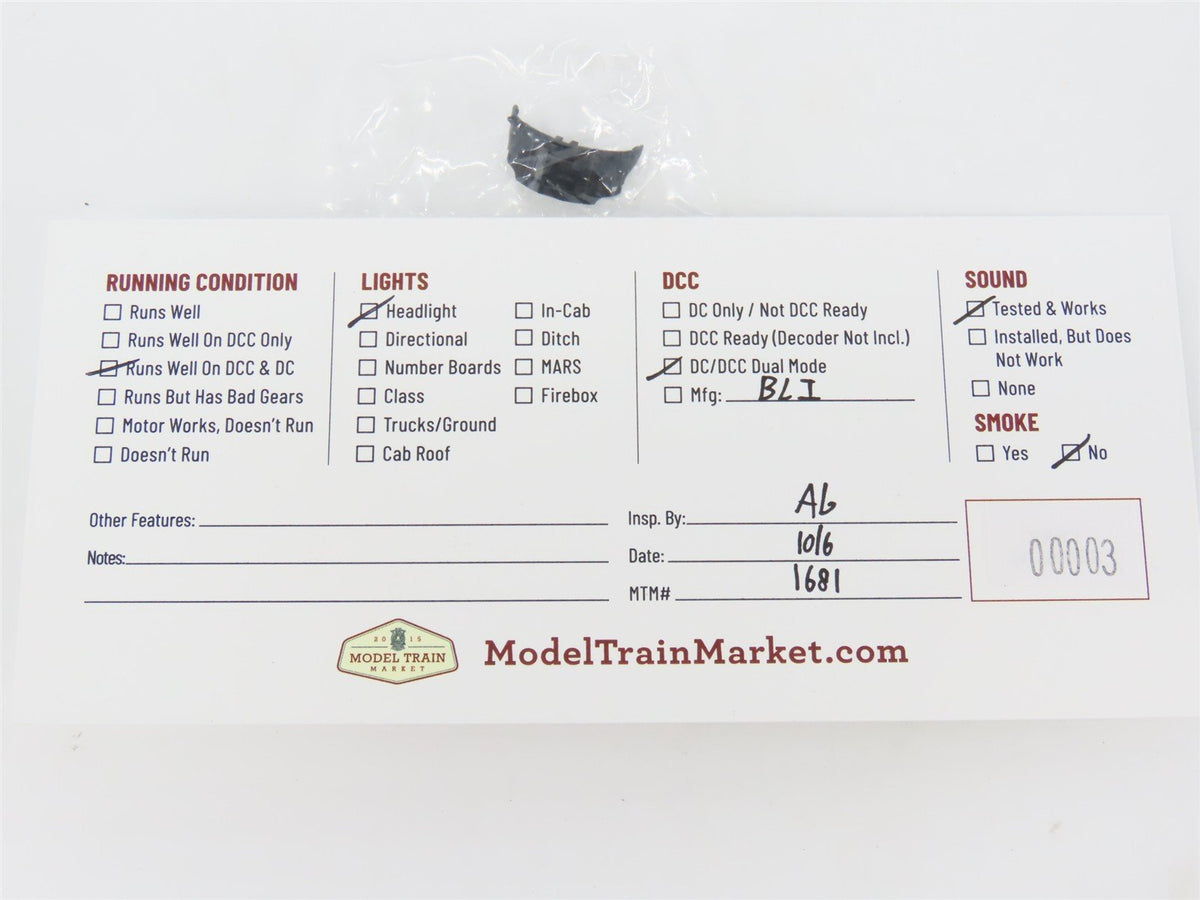 RUNNING CONDITION
Runs Well
Runs Well On DCC Only
Runs Well On DCC & DC
Runs But Has Bad Gears
Motor Works, Doesn't Run
Doesn't Run
LIGHTS
Headlight
Directional
Number Boards
Class
Trucks/Ground
Cab Roof
In-Cab
Ditch
MARS
Firebox
DCC
DC Only / Not DCC Ready
DCC Ready (Decoder Not Incl.)
DC/DCC Dual Mode
Mfg: BLI
SOUND
Tested & Works
Installed, But Does
Not Work
None
SMOKE
Yes No
Other Features:
Notes:
Insp. By: AG
Date: 10/6
MTM# 1681
00003
2015
MODEL TRAIN
MARKET
ModelTrainMarket.com